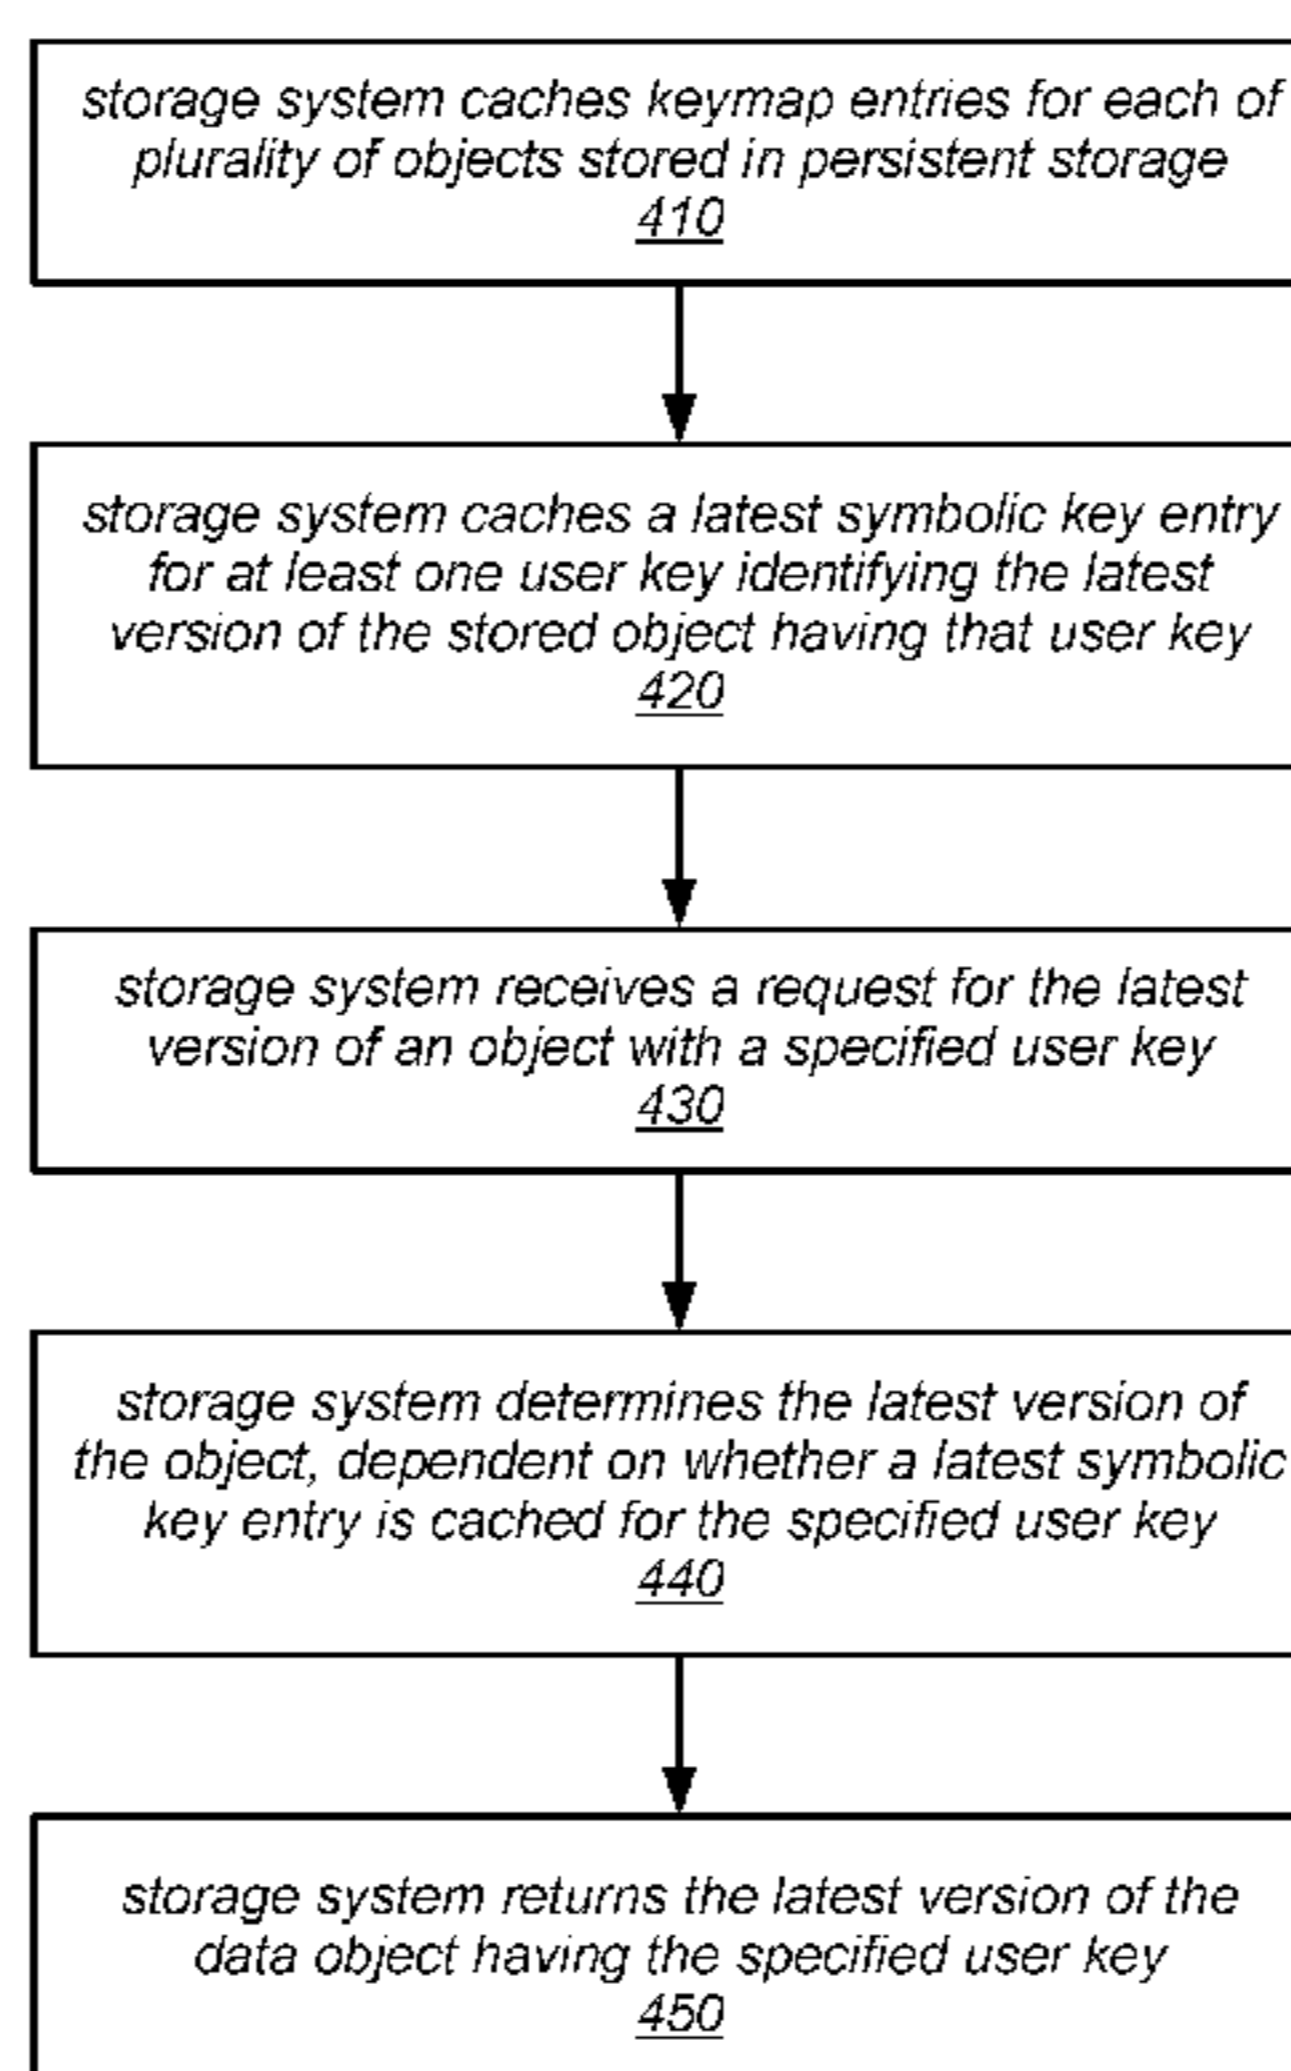 storage system caches keymap entries for each of
plurality of objects stored in persistent storage
410
storage system caches a latest symbolic key entry
for at least one user key identifying the latest
version of the stored object having that user key
420
storage system receives a request for the latest
version of an object with a specified user key
430
storage system determines the latest version of
the object, dependent on whether a latest symbolic
key entry is cached for the specified user key
440
storage system returns the latest version of the
data object having the specified user key
450